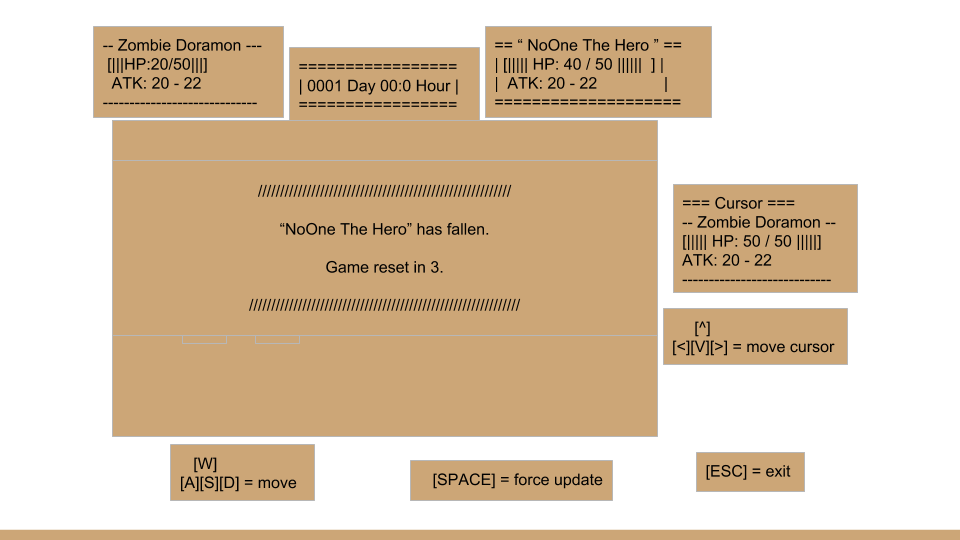 -- Zombie Doramon ---
[||||HP:20/50|||]
ATK: 20 - 22
-----------------------------
=================
| 0001 Day 00:0 Hour |
=================
== “ NoOne The Hero ” ==
| [||||| HP: 40 / 50 |||||| ] |
| ATK: 20 - 22 |
====================
/////////////////////////////////////////////////////////
“NoOne The Hero” has fallen.
Game reset in 3.
/////////////////////////////////////////////////////////////
=== Cursor ===
-- Zombie Doramon --
[||||| HP: 50 / 50 |||||]
ATK: 20 - 22
----------------------------
[^]
[<][V][>] = move cursor
[W]
[A][S][D] = move
[SPACE] = force update
[ESC] = exit